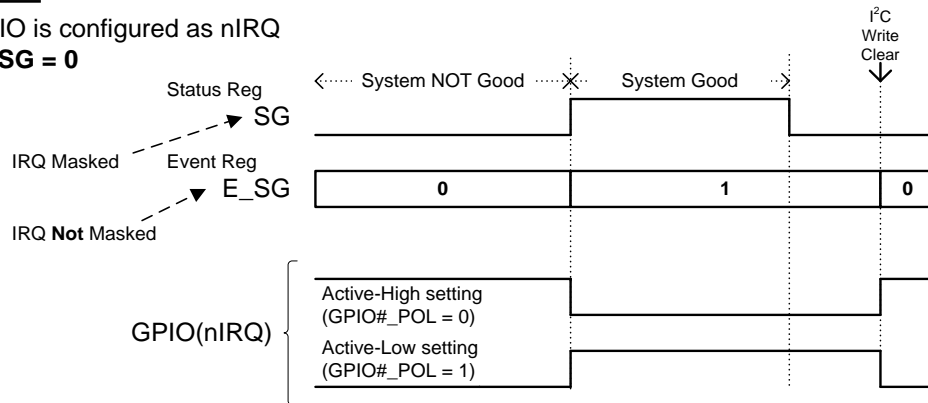 IO is configured as nIRQ
SG = 0
I²C
Write
Clear
System NOT Good
System Good
Status Reg
SG
IRQ Masked
Event Reg
E_SG
0
1
0
IRQ Not Masked
GPIO(nIRQ)
Active-High setting
(GPIO#_POL = 0)
Active-Low setting
(GPIO#_POL = 1)